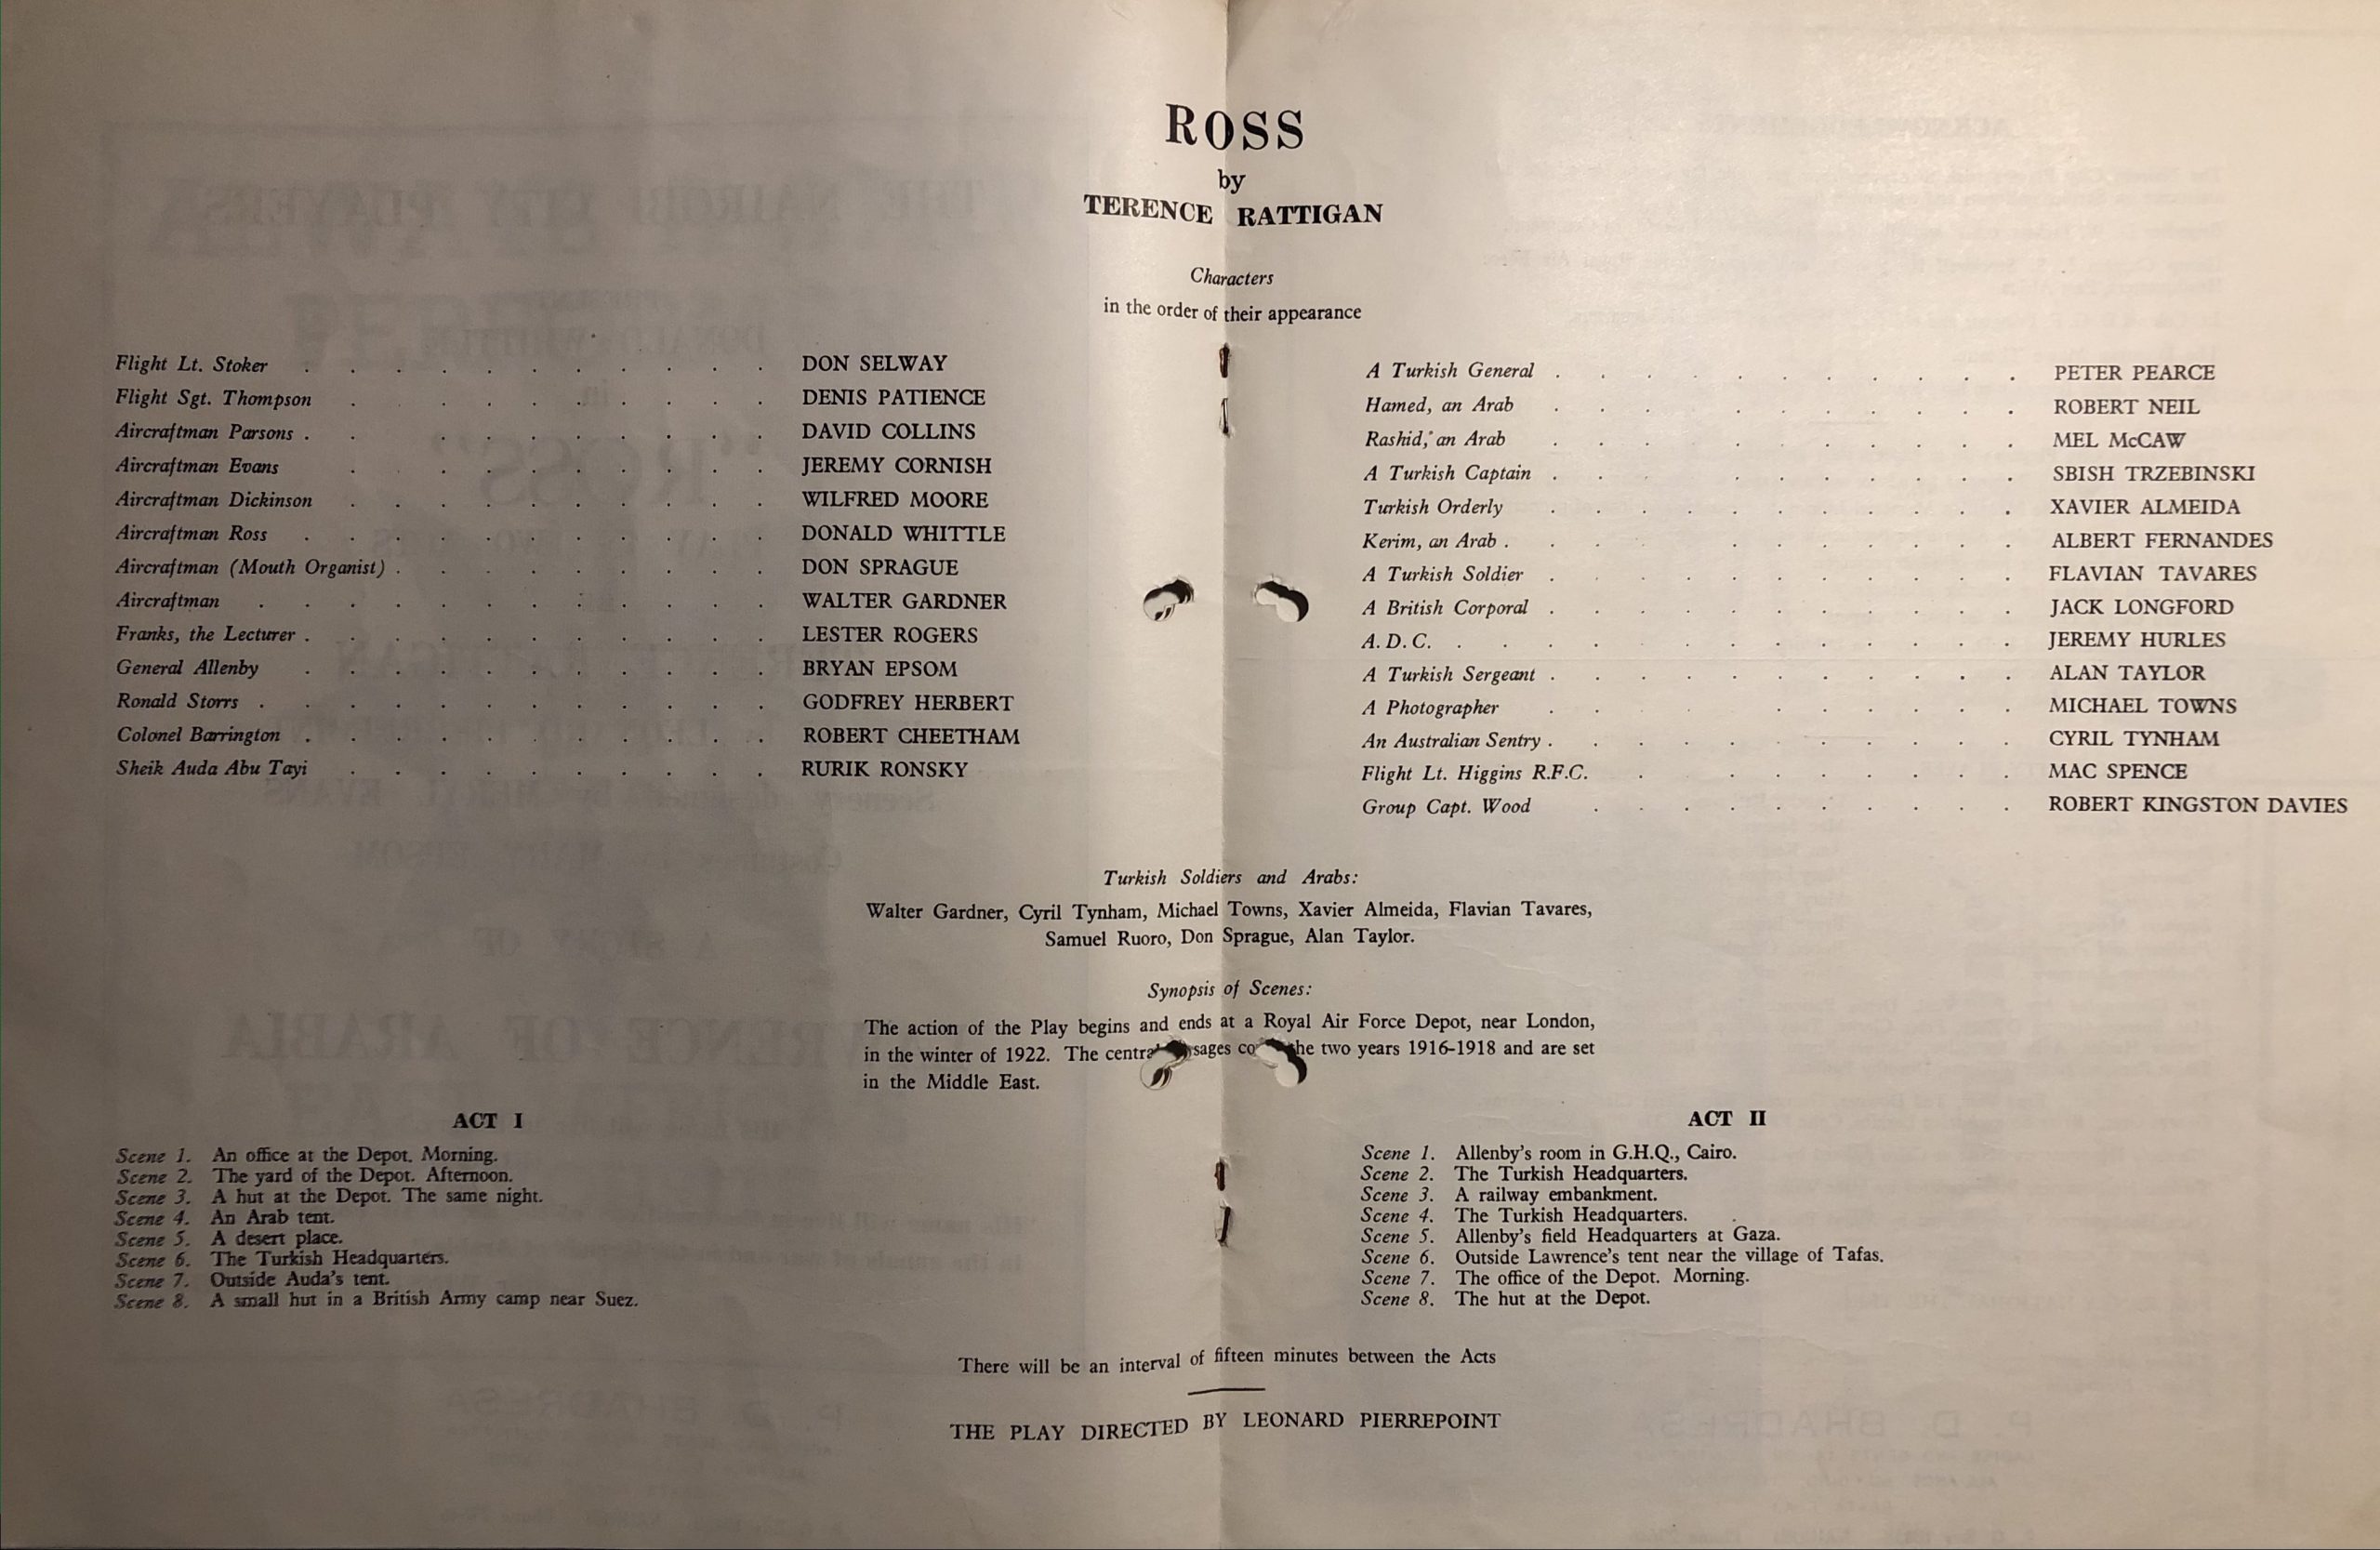 ROSS
by
TERENCE RATTIGAN
Characters
in the order of their appearance
Flight Lt. Stoker . . . . . . . . . . . DON SELWAY
Flight Sgt. Thompson . . . . . . . . . DENIS PATIENCE
Aircraftman Parsons . . . . . . . . . . DAVID COLLINS
Aircraftman Evans . . . . . . . . . . DAVID JEREMY CORNISH
Aircraftman Dickinson . . . . . . . . . . WILFRED MOORE
Aircraftman Ross . . . . . . . . . . . DONALD WHITTLE
Aircraftman (Mouth Organist) . . . . . . . . . DON SPRAGUE
Aircraftman . . . . . . . . . . . . WALTER GARDNER
Franks, the Lecturer . . . . . . . . . . . LESTER ROGERS
General Allenby . . . . . . . . . . . BRYAN EPSOM
Ronald Storrs . . . . . . . . . . . . GODFREY HERBERT
Colonel Barrington . . . . . . . . . . . ROBERT CHEETHAM
Sheik Auda Abu Tayi . . . . . . . . . . RURIK RONSKY
A Turkish General . . . . . . . . . . . PETER PEARCE
Hamed, an Arab . . . . . . . . . . ROBERT NEIL
Rashid, an Arab . . . . . . . . . . MEL McCAW
A Turkish Captain . . . . . . . . . . SBISH TRZEBINSKI
Turkish Orderly . . . . . . . . . . . XAVIER ALMEIDA
Kerim, an Arab . . . . . . . . . . ALBERT FERNANDES
A Turkish Soldier . . . . . . . . . . . FLAVIAN TAVARES
A British Corporal . . . . . . . . . . . JACK LONGFORD
A.D.C. . . . . . . . . . . . . . JEREMY HURLES
A Turkish Sergeant . . . . . . . . . . . ALAN TAYLOR
A Photographer . . . . . . . . . MICHAEL TOWNS
An Australian Sentry . . . . . . . . . . . CYRIL TYNHAM
Flight Lt. Higgins R.F.C. . . . . . . . . . MAC SPENCE
Group Capt. Wood . . . . . . . . . . ROBERT KINGSTON DAVIES
Turkish Soldiers and Arabs:
Walter Gardner, Cyril Tynham, Michael Towns, Xavier Almeida, Flavian Tavares,
Samuel Ruoro, Don Sprague, Alan Taylor.
Synopsis of Scenes:
The action of the Play begins and ends at a Royal Air Force Depot, near London,
in the winter of 1922. The the two years 1916-1918 and are set
in the Middle East.
ACT I
Scene 1. An office at the Depot. Morning.
Scene 2. The yard of the Depot. Afternoon.
Scene 3. A hut at the Depot. The same night.
Scene 4. An Arab tent.
Scene 5. A desert place.
Scene 6. The Turkish Headquarters.
Scene 7. Outside Auda's tent.
Scene 8. A small hut in a British Army camp near Suez.
ACT II
Scene 1. Allenby's room in G.H.Q., Cairo.
Scene 2. The Turkish Headquarters.
Scene 3. A railway embankment.
Scene 4. The Turkish Headquarters.
Scene 5. Allenby's field Headquarters at Gaza.
Scene 6. Outside Lawrence's tent near the village of Tafas.
Scene 7. The office of the Depot. Morning.
Scene 8. The hut at the Depot.
There will be an interval of fifteen minutes between the Acts
THE PLAY DIRECTED BY LEONARD PIERREPOINT